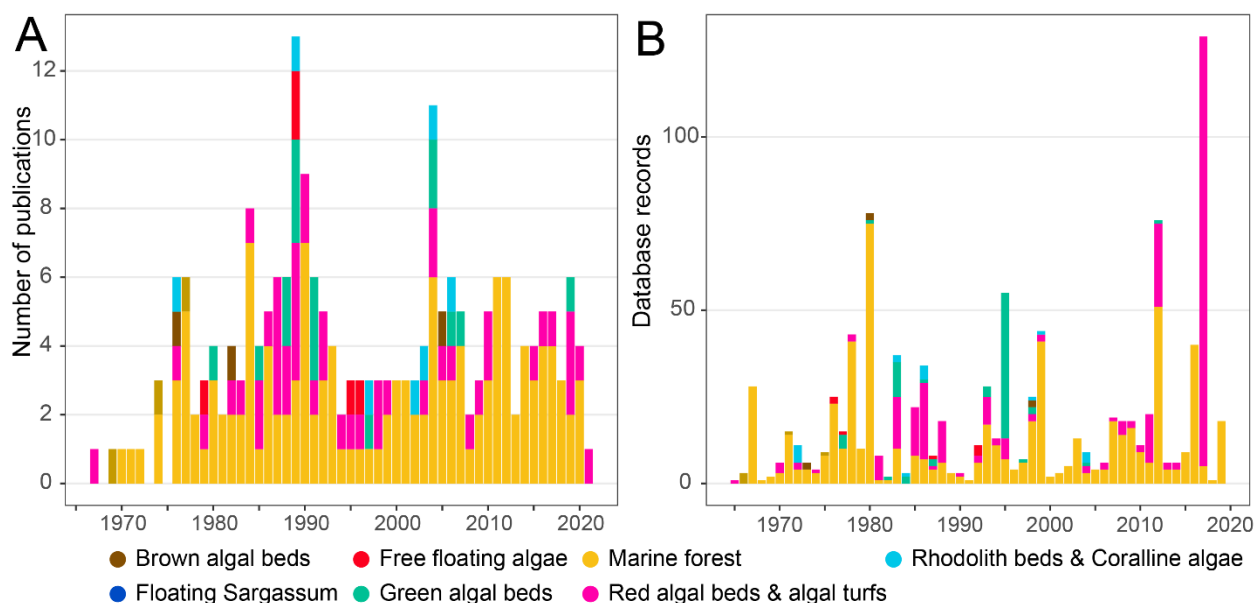 A
Number of publications
12
10
8
6
4
2
0
1970 1980 1990 2000 2010 2020
B
Database records
100
50
0
1970 1980 1990 2000 2010 2020
Brown algal beds Free floating algae Marine forest Rhodolith beds & Coralline algae
Floating Sargassum Green algal beds Red algal beds & algal turfs